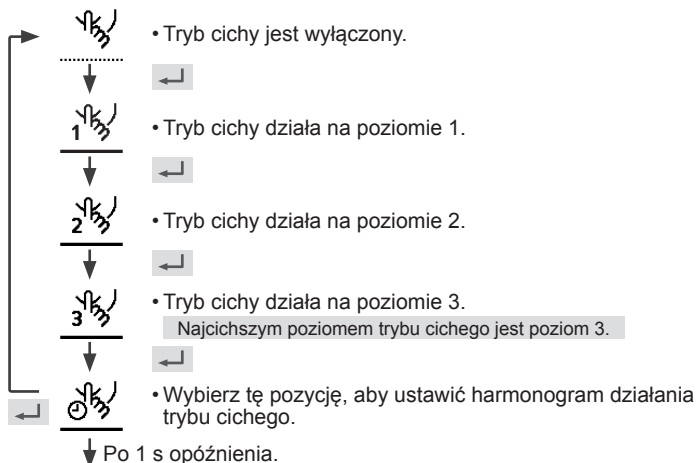 • Tryb cichy jest wyłączony.
1
• Tryb cichy działa na poziomie 1.
2
• Tryb cichy działa na poziomie 2.
3
• Tryb cichy działa na poziomie 3.
Najcichszym poziomem trybu cichego jest poziom 3.
• Wybierz tę pozycję, aby ustawić harmonogram działania
trybu cichego.
Po 1 s opóźnienia.